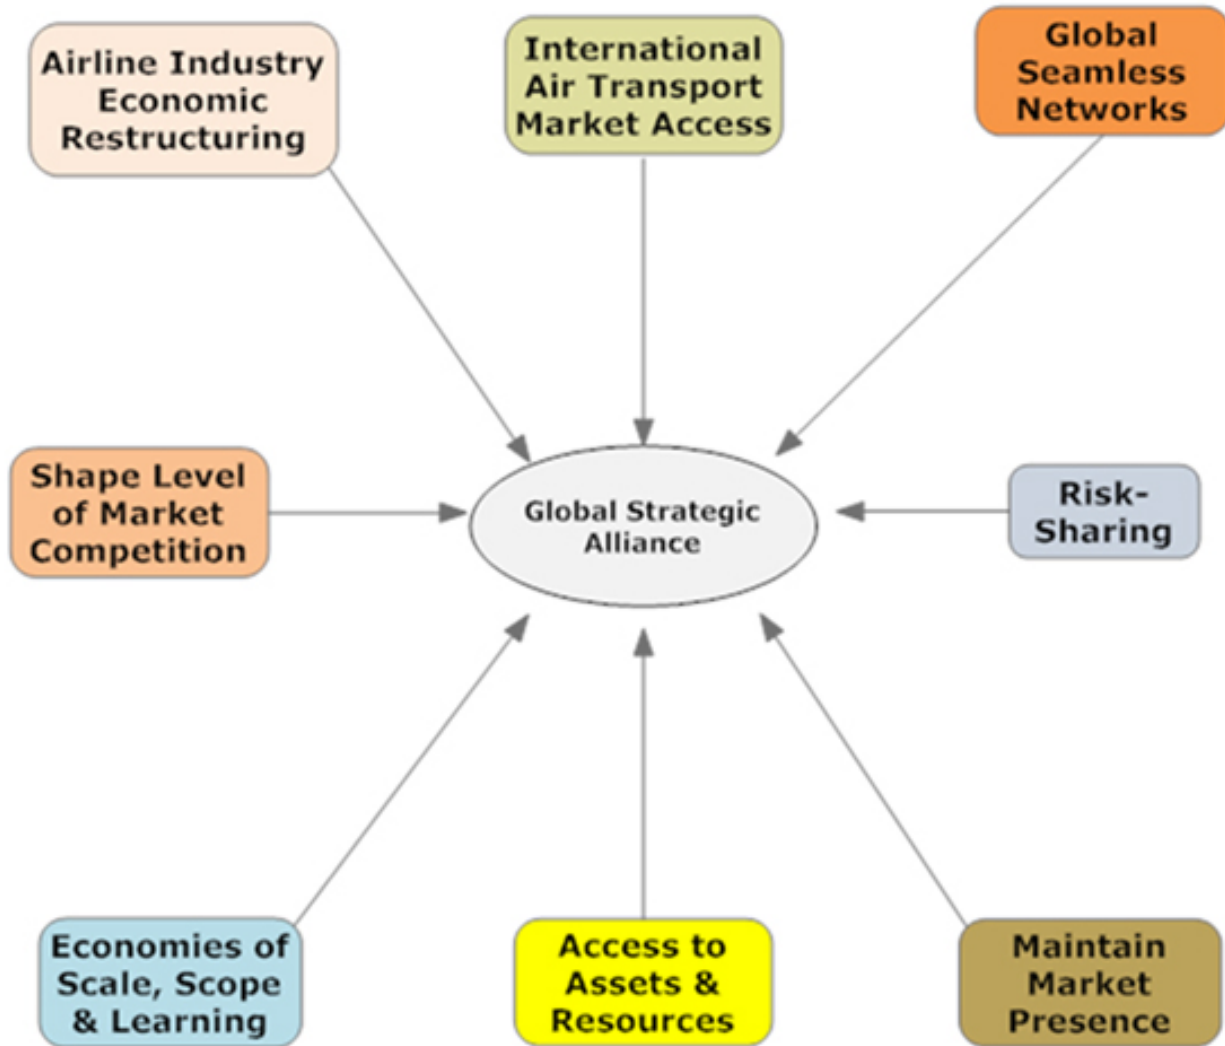 Airline Industry
Economic
Restructuring
International
Air Transport
Market Access
Global
Seamless
Networks
Shape Level
of Market
Competition
Global Strategic
Alliance
Risk-
Sharing
Economies of
Scale, Scope
& Learning
Access to
Assets &
Resources
Maintain
Market
Presence